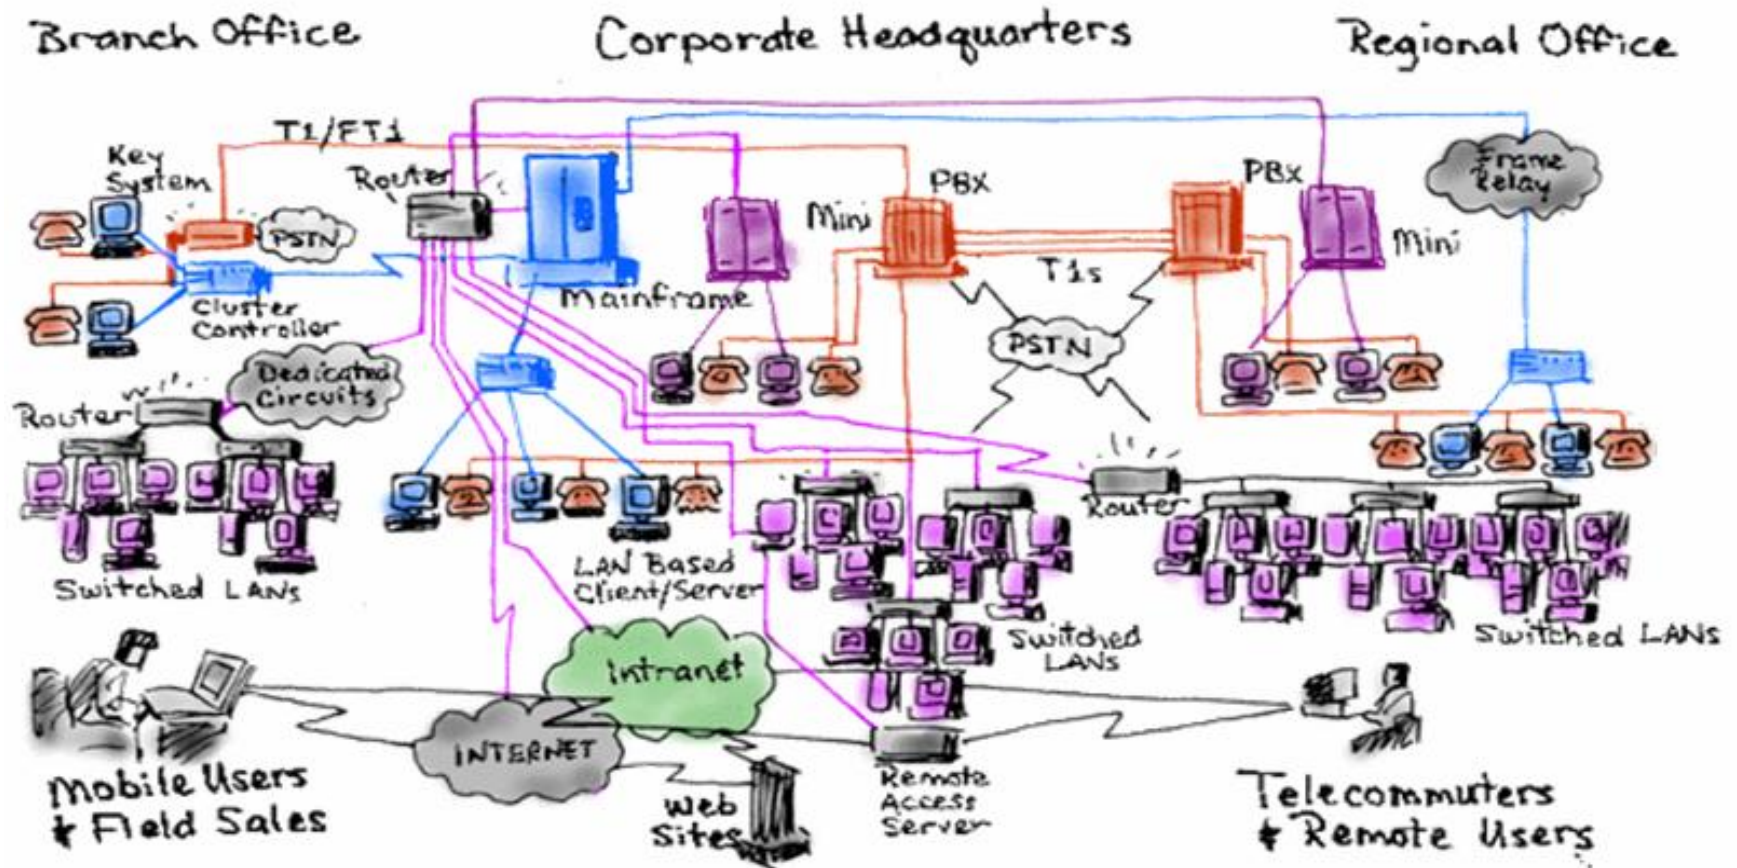 Branch Office
Corporate Headquarters
Regional Office
T1/FT1
Key
System
Router
PBX
PBX
Frame
Relay
PSTN
Mini
Mini
Cluster
Controller
Mainframe
T1s
PSTN
Dedicated
Circuits
Router
Router
LAN Based
Client/Server
Switched LANs
Switched
LANs
Switched LANs
Intranet
INTERNET
Mobile Users
& Field Sales
Web
Sites
Remote
Access
Server
Telecommuters
& Remote Users